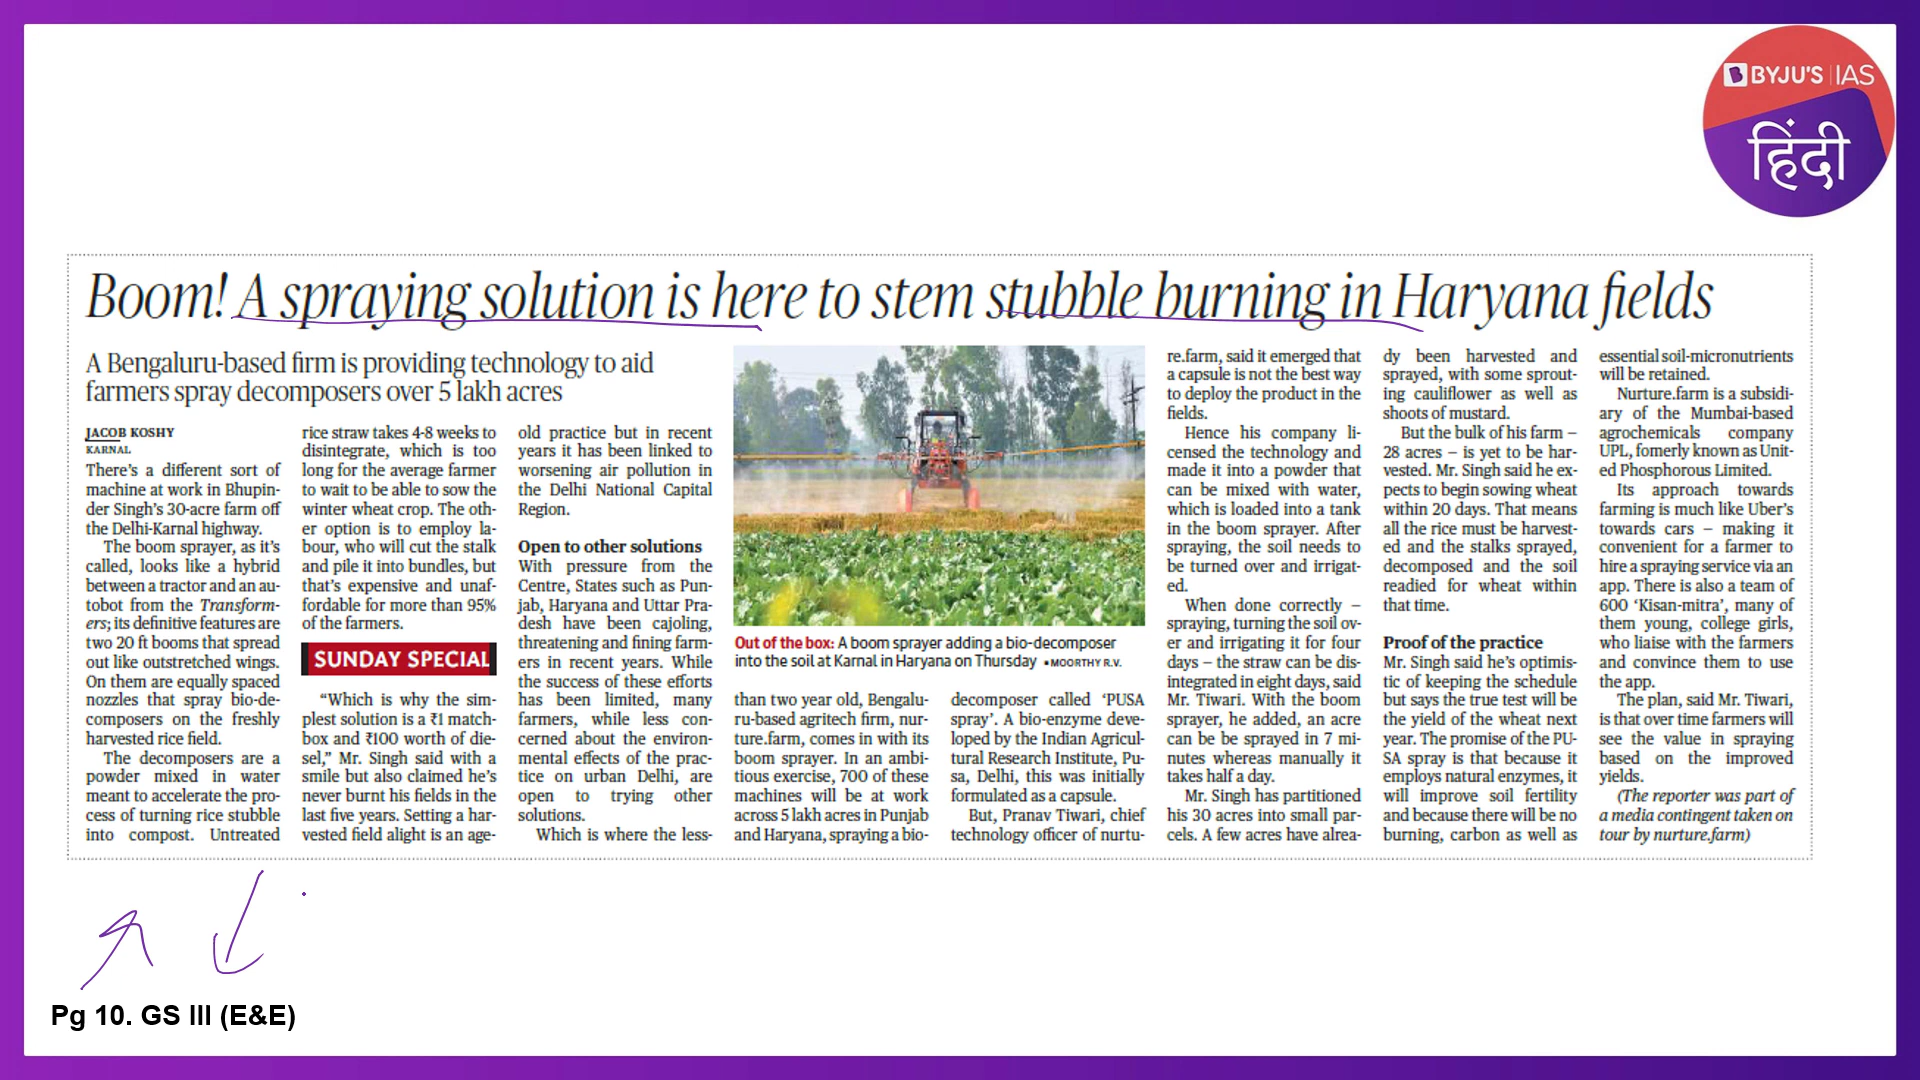 BYJU'S IAS
हिंदी
Boom! A spraying solution is here to stem stubble burning in Haryana fields
A Bengaluru-based firm is providing technology to aid
farmers spray decomposers over 5 lakh acres
JACOB KOSHY
KARNAL
There's a different sort of
machine at work in Bhupin-
der Singh's 30-acre farm off
the Delhi-Karnal highway.
The boom sprayer, as it's
called, looks like a hybrid
between a tractor and an au-
tobot from the Transform-
ers; its definitive features are
two 20 ft booms that spread
out like outstretched wings.
On them are equally spaced
nozzles that spray bio-de-
composers on the freshly
harvested rice field.
The decomposers are a
powder mixed in water
meant to accelerate the pro-
cess of turning rice stubble
into compost. Untreated
rice straw takes 4-8 weeks to
disintegrate, which is too
long for the average farmer
to wait to be able to sow the
winter wheat crop. The oth-
er option is to employ la-
bour, who will cut the stalk
and pile it into bundles, but
that's expensive and unaf-
fordable for more than 95%
of the farmers.
SUNDAY SPECIAL
“Which is why the sim-
plest solution is a ₹1 match-
box and ₹100 worth of die-
sel,” Mr. Singh said with a
smile but also claimed he's
never burnt his fields in the
last five years. Setting a har-
vested field alight is an age-
old practice but in recent
years it has been linked to
worsening air pollution in
the Delhi National Capital
Region.
Open to other solutions
With pressure from the
Centre, States such as Pun-
jab, Haryana and Uttar Pra-
desh have been cajoling,
threatening and fining farm-
ers in recent years. While
the success of these efforts
has been limited, many
farmers, while less con-
cerned about the environ-
mental effects of the prac-
tice on urban Delhi, are
open to trying other
solutions.
Which is where the less-
Out of the box: A boom sprayer adding a bio-decomposer
into the soil at Karnal in Haryana on Thursday ▪MOORTHY R.V.
than two year old, Bengalu-
ru-based agritech firm, nur-
ture.farm, comes in with its
boom sprayer. In an ambi-
tious exercise, 700 of these
machines will be at work
across 5 lakh acres in Punjab
and Haryana, spraying a bio-
decomposer called ‘PUSA
spray’. A bio-enzyme deve-
loped by the Indian Agricul-
tural Research Institute, Pu-
sa, Delhi, this was initially
formulated as a capsule.
But, Pranav Tiwari, chief
technology officer of nurtu-
re.farm, said it emerged that
a capsule is not the best way
to deploy the product in the
fields.
Hence his company li-
censed the technology and
made it into a powder that
can be mixed with water,
which is loaded into a tank
in the boom sprayer. After
spraying, the soil needs to
be turned over and irrigat-
ed.
When done correctly –
spraying, turning the soil ov-
er and irrigating it for four
days – the straw can be dis-
integrated in eight days, said
Mr. Tiwari. With the boom
sprayer, he added, an acre
can be be sprayed in 7 mi-
nutes whereas manually it
takes half a day.
Mr. Singh has partitioned
his 30 acres into small par-
cels. A few acres have alrea-
dy been harvested and
sprayed, with some sprout-
ing cauliflower as well as
shoots of mustard.
But the bulk of his farm –
28 acres – is yet to be har-
vested. Mr. Singh said he ex-
pects to begin sowing wheat
within 20 days. That means
all the rice must be harvest-
ed and the stalks sprayed,
decomposed and the soil
readied for wheat within
that time.
Proof of the practice
Mr. Singh said he's optimis-
tic of keeping the schedule
but says the true test will be
the yield of the wheat next
year. The promise of the PU-
SA spray is that because it
employs natural enzymes, it
will improve soil fertility
and because there will be no
burning, carbon as well as
essential soil-micronutrients
will be retained.
Nurture.farm is a subsidi-
ary of the Mumbai-based
agrochemicals company
UPL, fomerly known as Unit-
ed Phosphorous Limited.
Its approach towards
farming is much like Uber's
towards cars – making it
convenient for a farmer to
hire a spraying service via an
app. There is also a team of
600 ‘Kisan-mitra’, many of
them young, college girls,
who liaise with the farmers
and convince them to use
the app.
The plan, said Mr. Tiwari,
is that over time farmers will
see the value in spraying
based on the improved
yields.
(The reporter was part of
a media contingent taken on
tour by nurture.farm)
Pg 10. GS III (E&E)